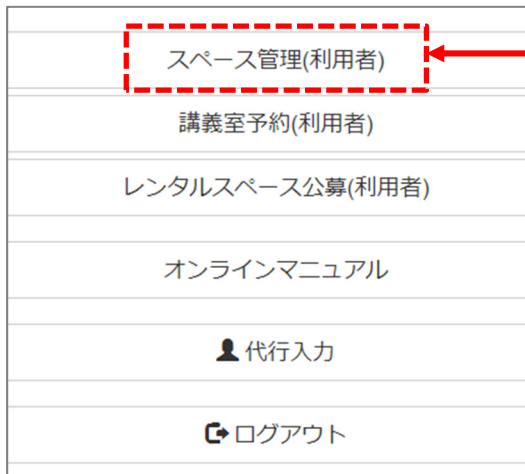 スペース管理(利用者)
講義室予約(利用者)
レンタルスペース公募(利用者)
オンラインマニュアル
代行入力
ログアウト